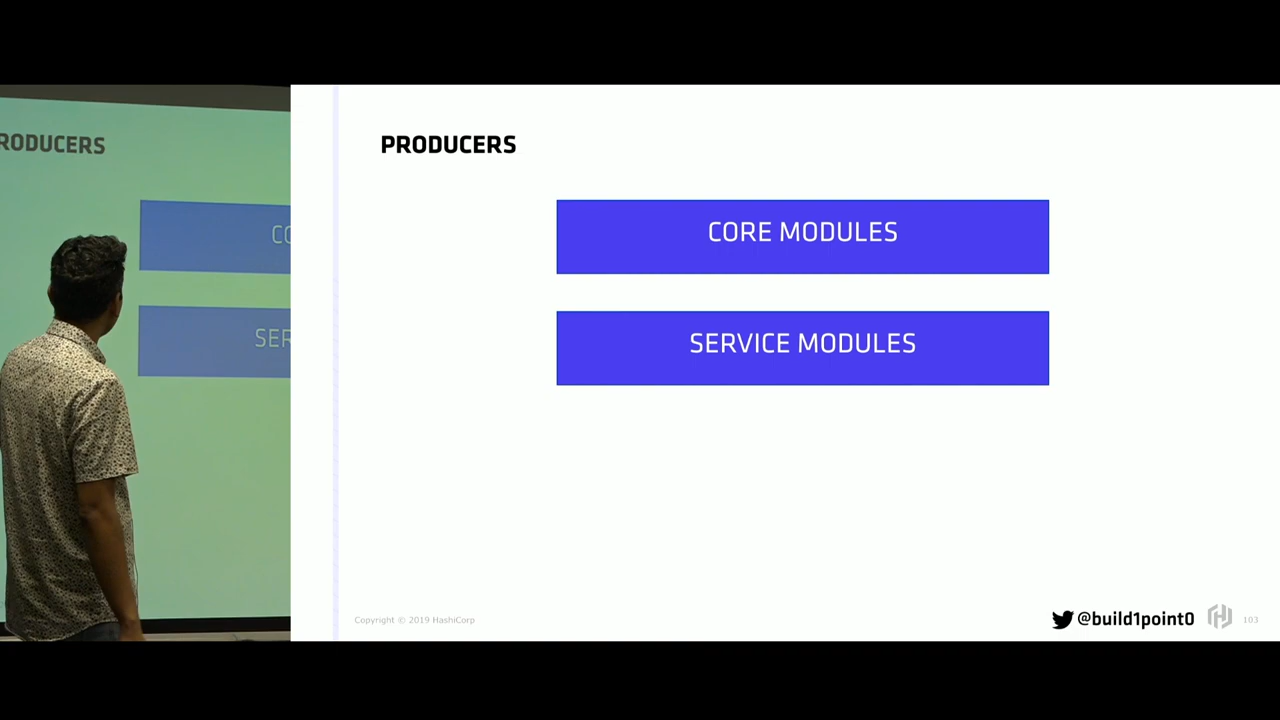 RODUCERS
CO
SER
PRODUCERS
CORE MODULES
SERVICE MODULES
Copyright © 2019 HashiCorp
@build1point0
103